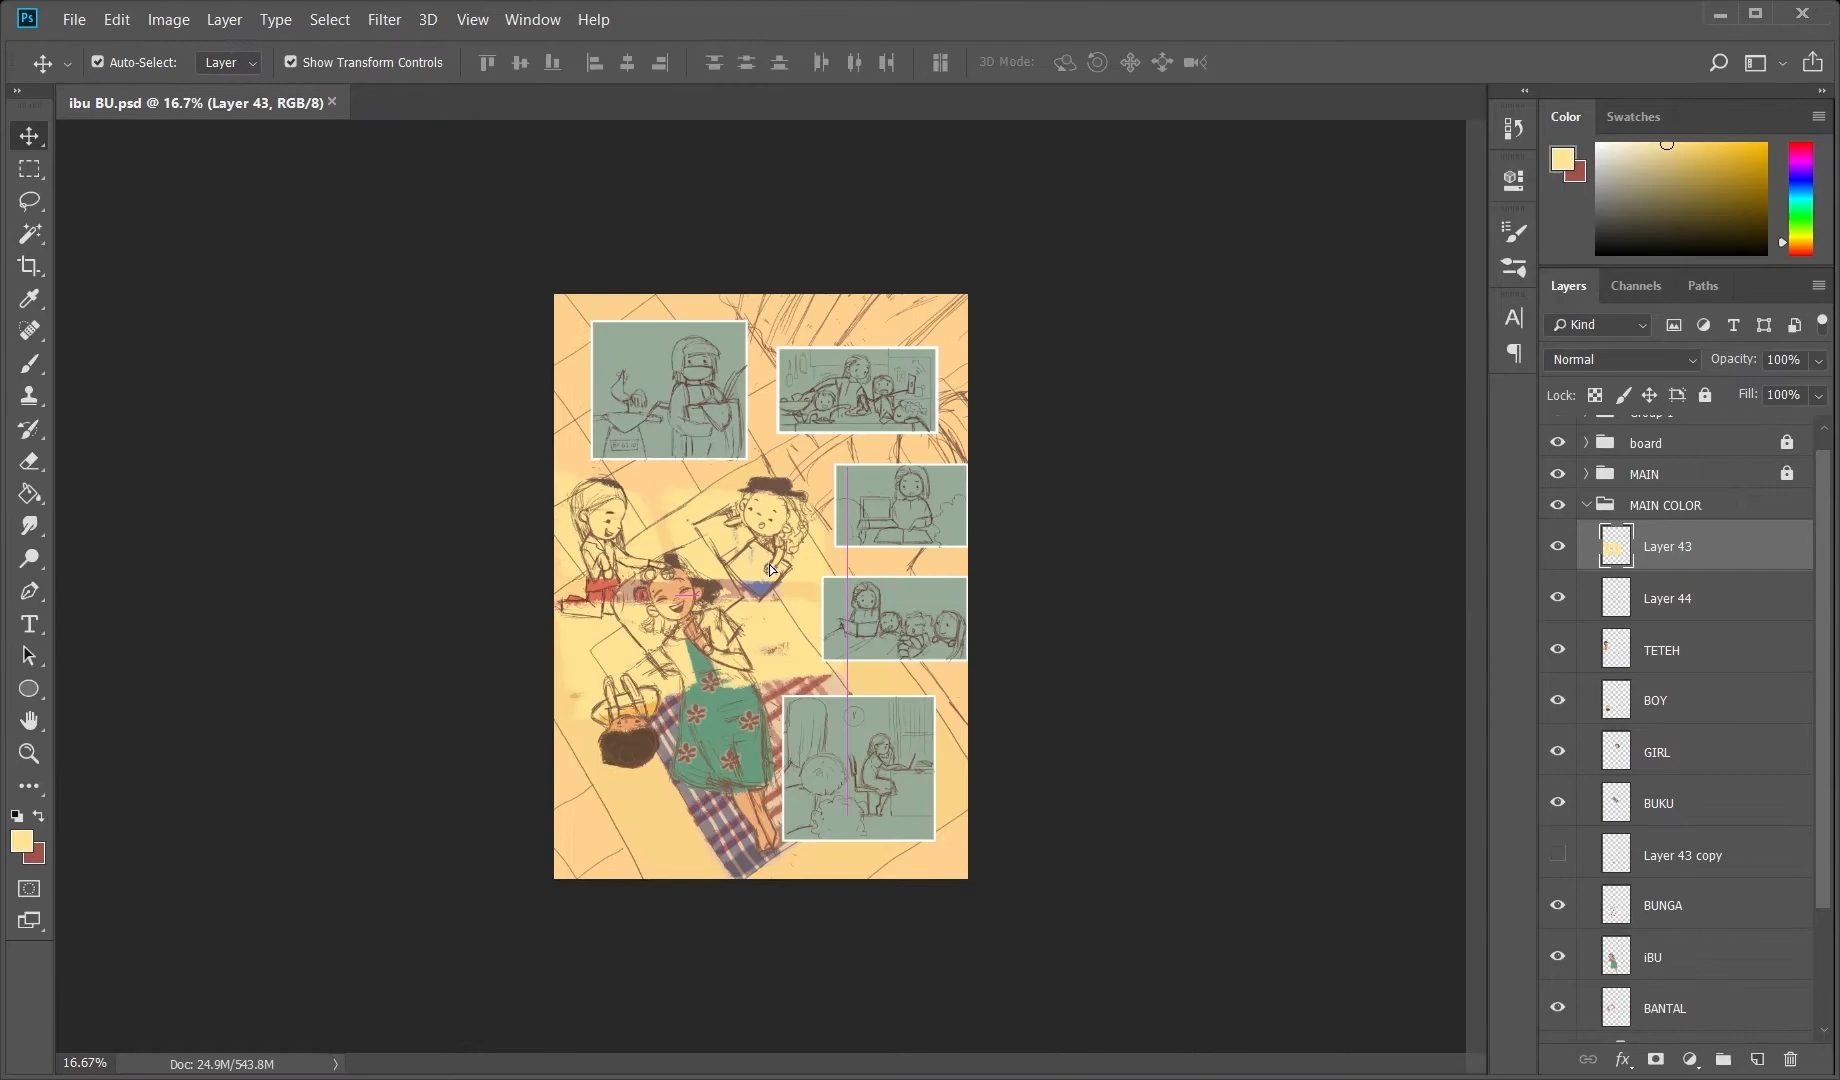 Ps File Edit Image Layer Type Select Filter 3D View Window Help
Auto-Select: Layer Show Transform Controls 3D Mode:
ibu BU.psd @ 16.7% (Layer 43, RGB/8)
Color Swatches
Layers Channels Paths
Kind
Normal Opacity: 100%
Lock: Fill: 100%
Group 1
board
MAIN
MAIN COLOR
Layer 43
Layer 44
TETEH
BOY
GIRL
BUKU
Layer 43 copy
BUNGA
iBU
BANTAL
16.67% Doc: 24.9M/543.8M
fx